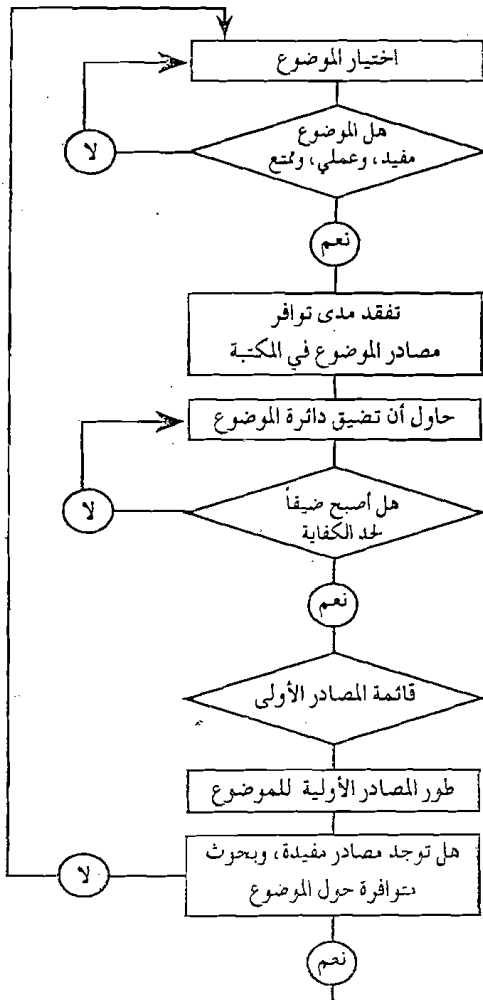 اختيار الموضوع
هل الموضوع
مفيد، وعملي، وممتع
لا
نعم
تفقد مدى توافر
مصادر الموضوع في المكتبة
حاول أن تضيق دائرة الموضوع
هل أصبح ضيقاً
لحد الكفاية
لا
نعم
قائمة المصادر الأولى
طور المصادر الأولية للموضوع
هل توجد مصادر مفيدة، وبحوث
متوافرة حول الموضوع
لا
نعم